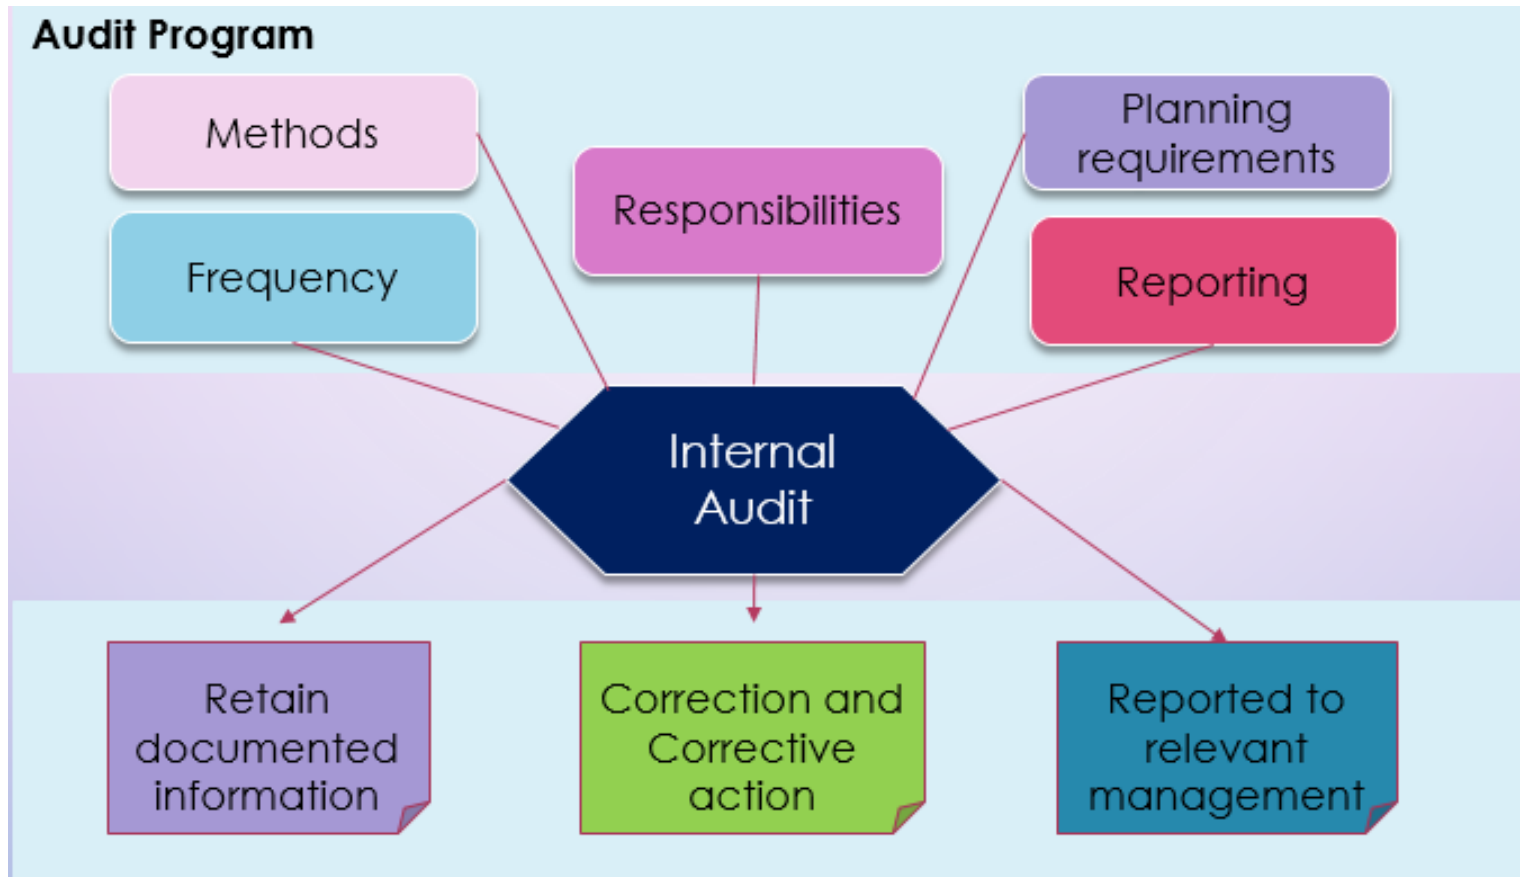 Audit Program
Methods
Planning
requirements
Responsibilities
Frequency
Reporting
Internal
Audit
Retain
documented
information
Correction and
Corrective
action
Reported to
relevant
management